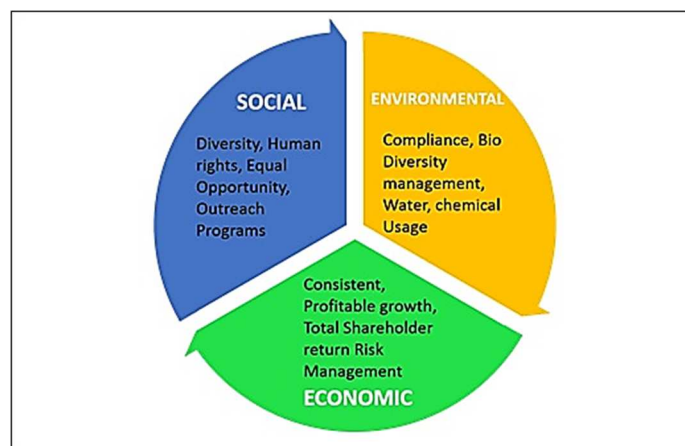 SOCIAL
Diversity, Human
rights, Equal
Opportunity,
Outreach
Programs
ENVIRONMENTAL
Compliance, Bio
Diversity
management,
Water, chemical
Usage
Consistent,
Profitable growth,
Total Shareholder
return Risk
Management
ECONOMIC